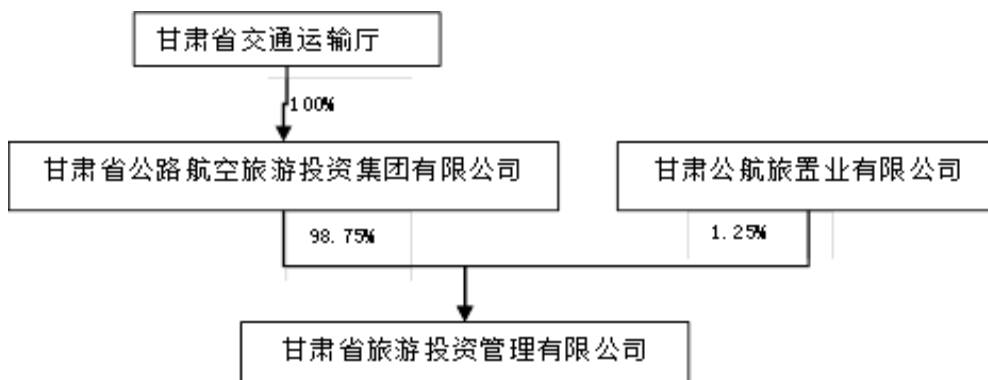 甘肃省交通运输厅
100%
甘肃省公路航空旅游投资集团有限公司
甘肃公航旅置业有限公司
98.75%
1.25%
甘肃省旅游投资管理有限公司